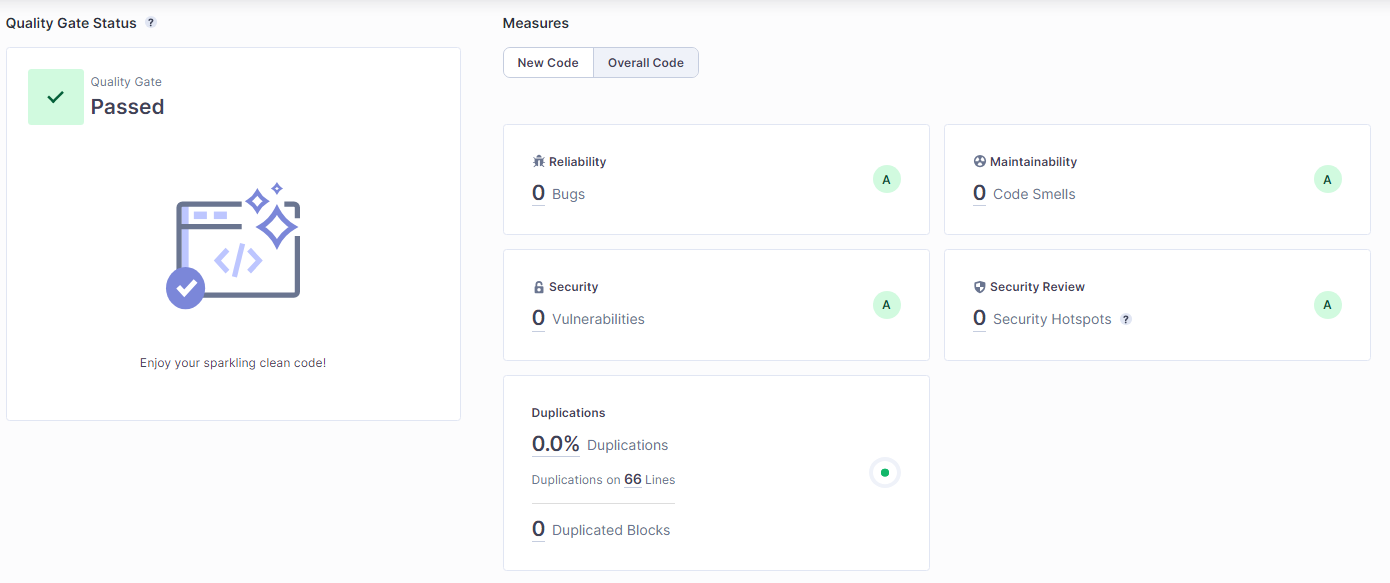 Quality Gate Status ?
Quality Gate
Passed
</>
Enjoy your sparkling clean code!
Measures
New Code
Overall Code
Reliability
0 Bugs
A
Maintainability
0 Code Smells
A
Security
0 Vulnerabilities
A
Security Review
0 Security Hotspots ?
A
Duplications
0.0% Duplications
Duplications on 66 Lines
0 Duplicated Blocks